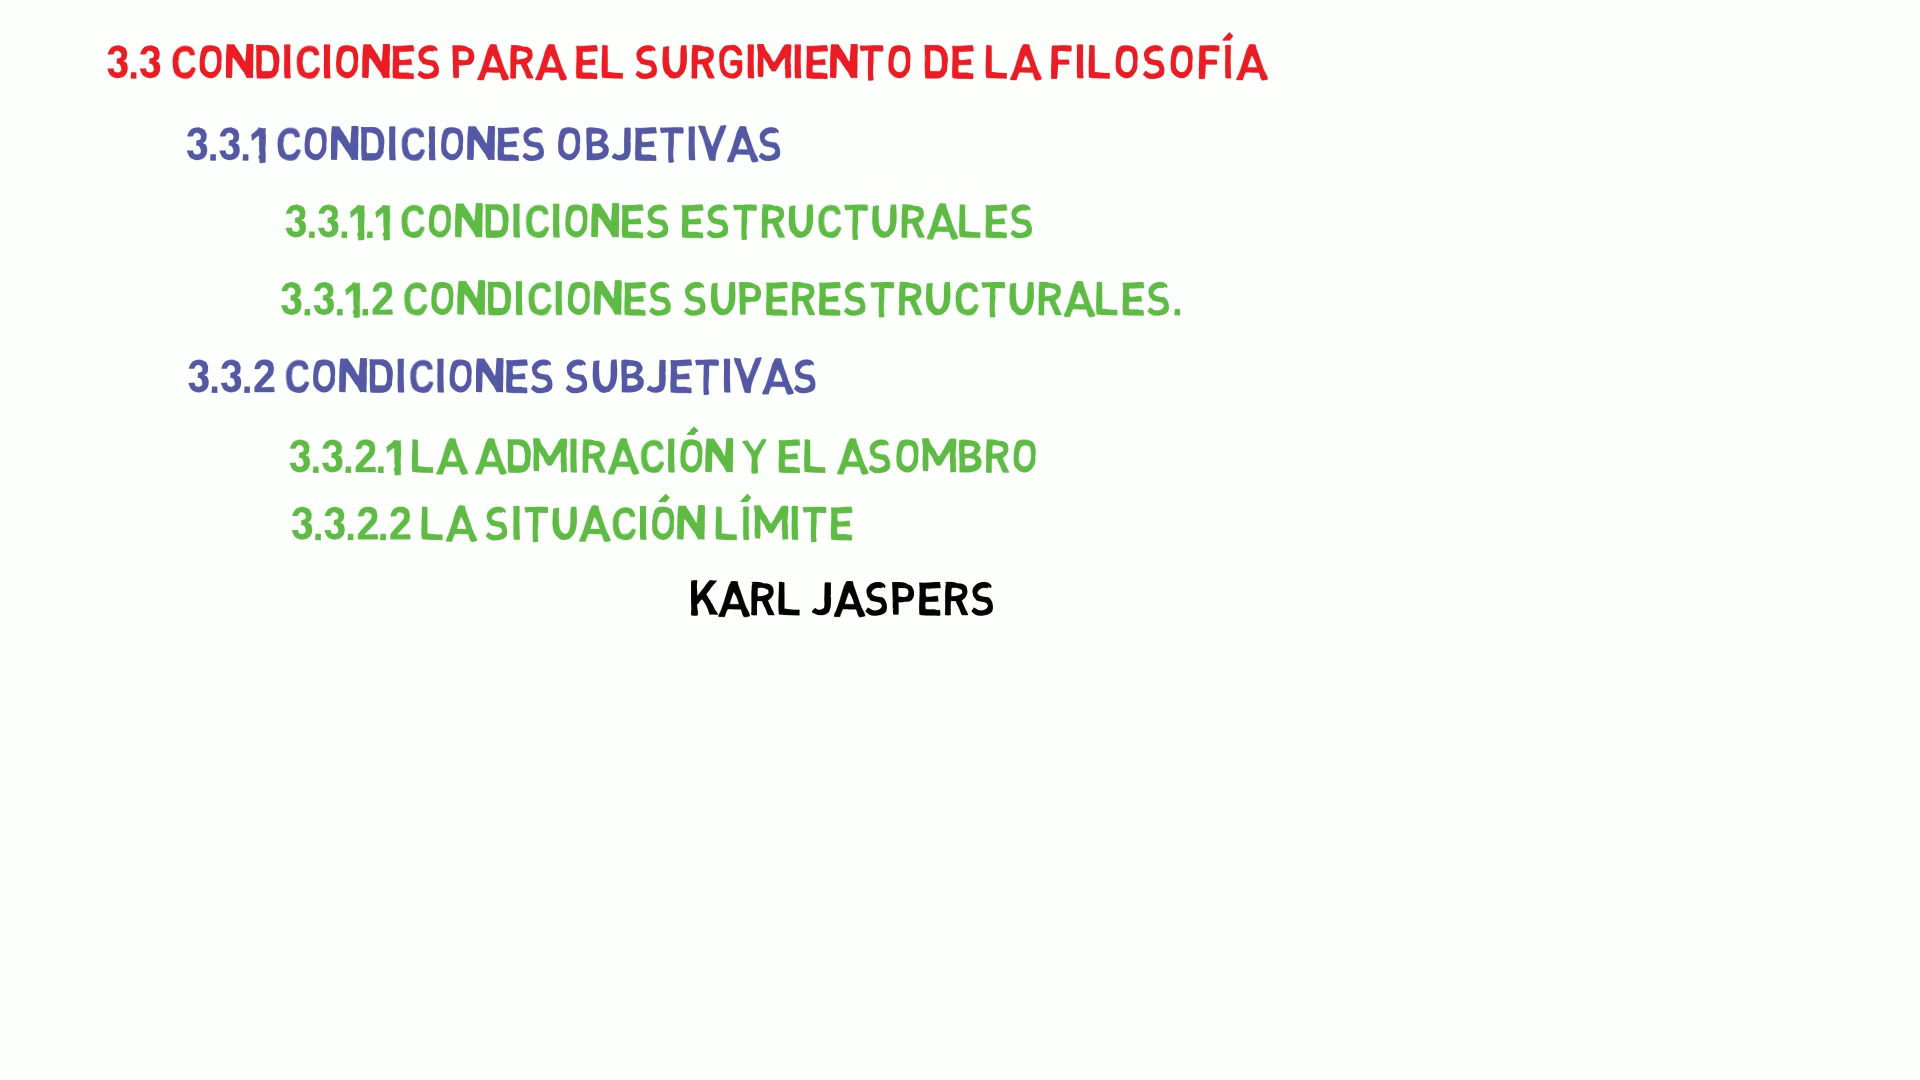 3.3 CONDICIONES PARA EL SURGIMIENTO DE LA FILOSOFÍA
3.3.1 CONDICIONES OBJETIVAS
3.3.1.1 CONDICIONES ESTRUCTURALES
3.3.1.2 CONDICIONES SUPERESTRUCTURALES.
3.3.2 CONDICIONES SUBJETIVAS
3.3.2.1 LA ADMIRACIÓN Y EL ASOMBRO
3.3.2.2 LA SITUACIÓN LÍMITE
KARL JASPERS